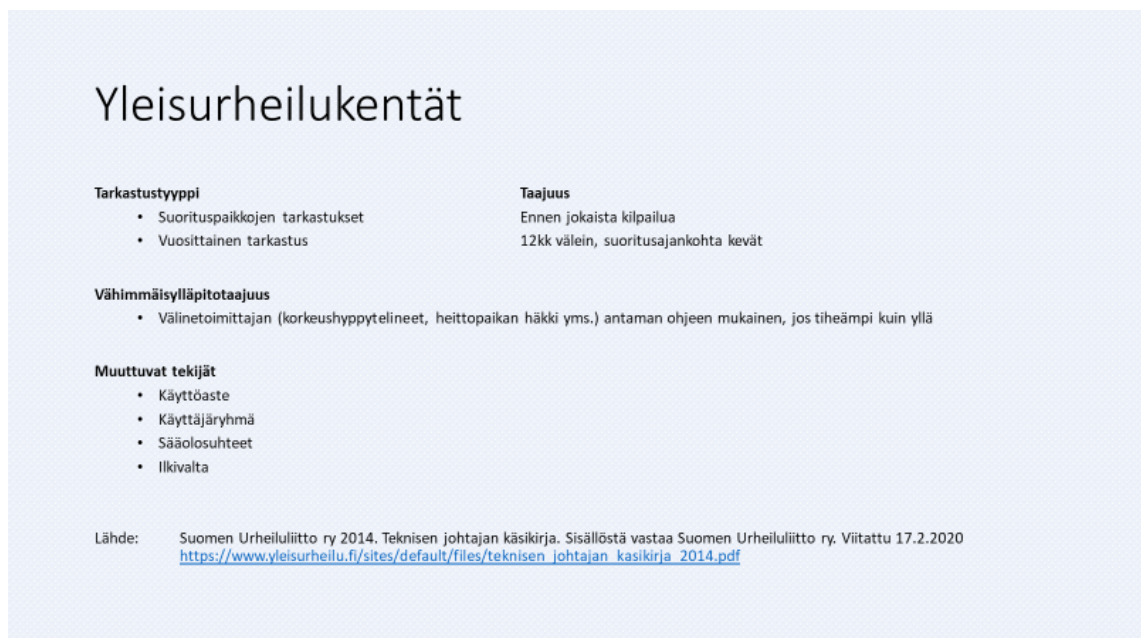 Yleisurheilukentät
Tarkastustyyppi Taajuus
• Suorituspaikkojen tarkastukset Ennen jokaista kilpailua
• Vuosittainen tarkastus 12kk välein, suoritusajankohta kevät
Vähimmäisylläpitotaajuus
• Välinetoimittajan (korkeushyppytelineet, heittopaikan häkki yms.) antaman ohjeen mukainen, jos tiheämpi kuin yllä
Muuttuvat tekijät
• Käyttöaste
• Käyttäjäryhmä
• Sääolosuhteet
• Ilkivalta
Lähde: Suomen Urheiluliitto ry 2014. Teknisen johtajan käsikirja. Sisällöstä vastaa Suomen Urheiluliitto ry. Viitattu 17.2.2020
https://www.yleisurheilu.fi/sites/default/files/teknisen_johtajan_kasikirja_2014.pdf